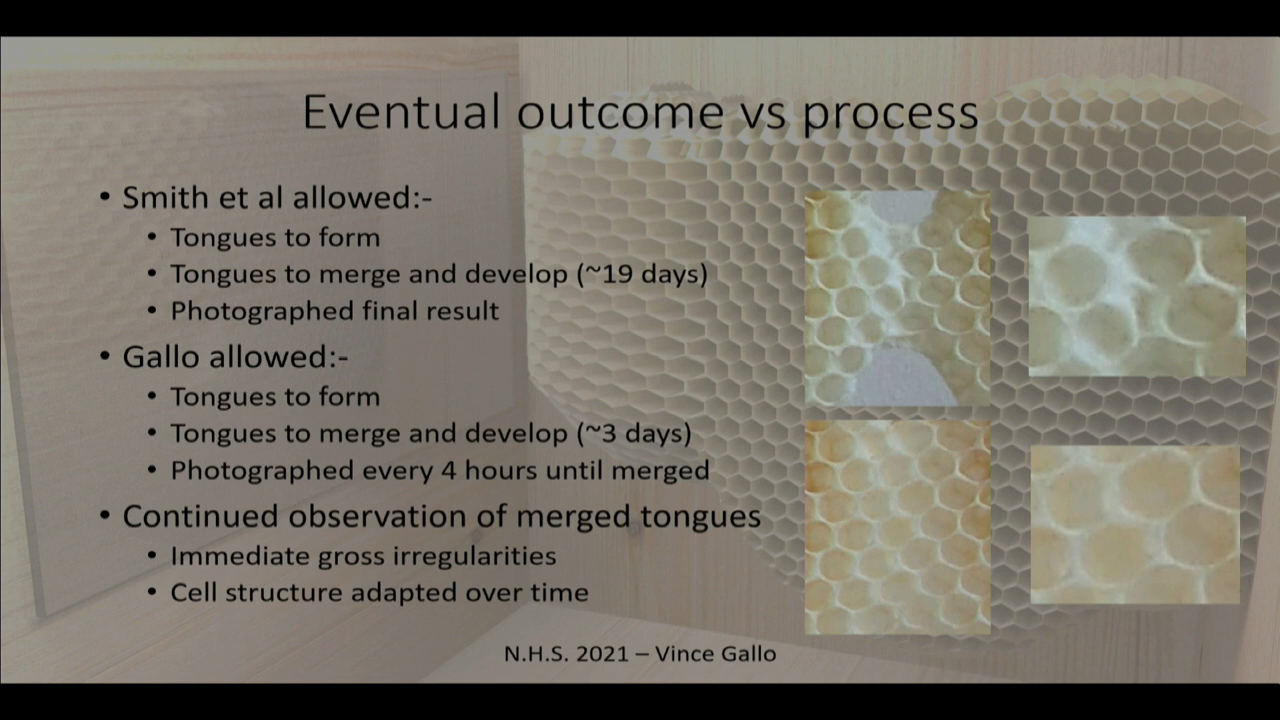 Eventual outcome vs process
• Smith et al allowed:-
• Tongues to form
• Tongues to merge and develop (~19 days)
• Photographed final result
• Gallo allowed:-
• Tongues to form
• Tongues to merge and develop (~3 days)
• Photographed every 4 hours until merged
• Continued observation of merged tongues
• Immediate gross irregularities
• Cell structure adapted over time
N.H.S. 2021 – Vince Gallo